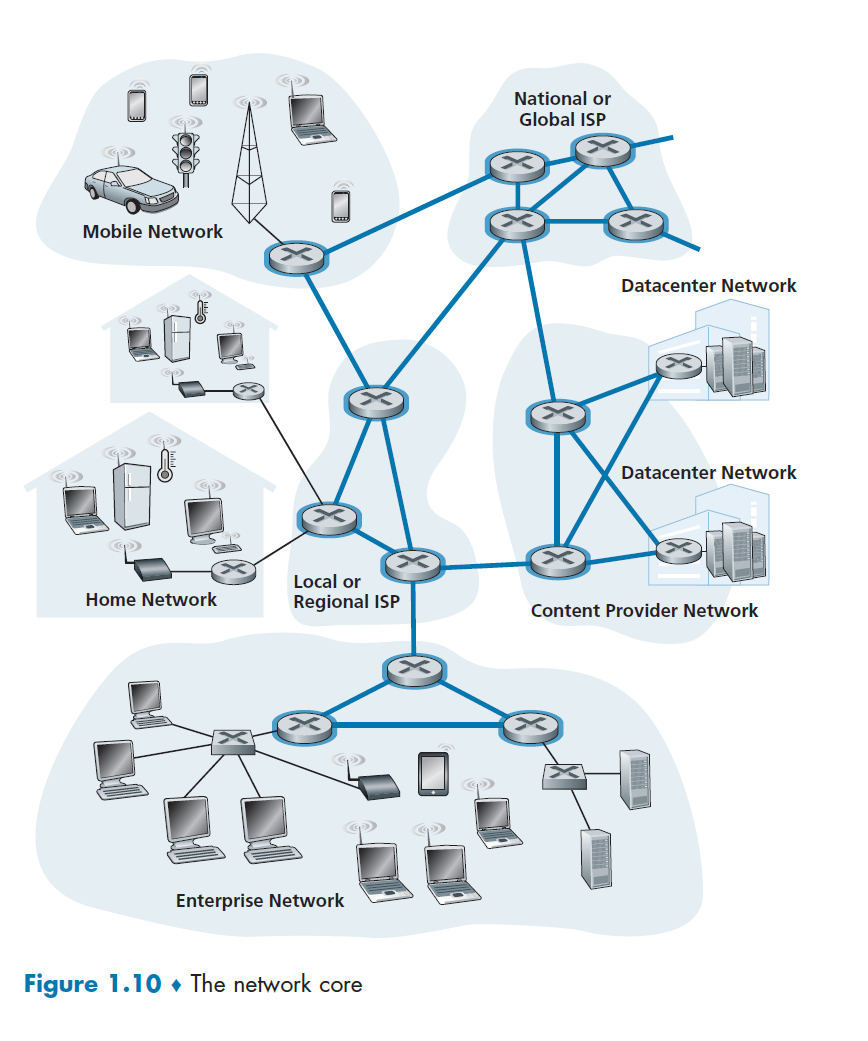 National or
Global ISP
Mobile Network
Datacenter Network
Datacenter Network
Home Network
Local or
Regional ISP
Content Provider Network
Enterprise Network
Figure 1.10 ♦ The network core